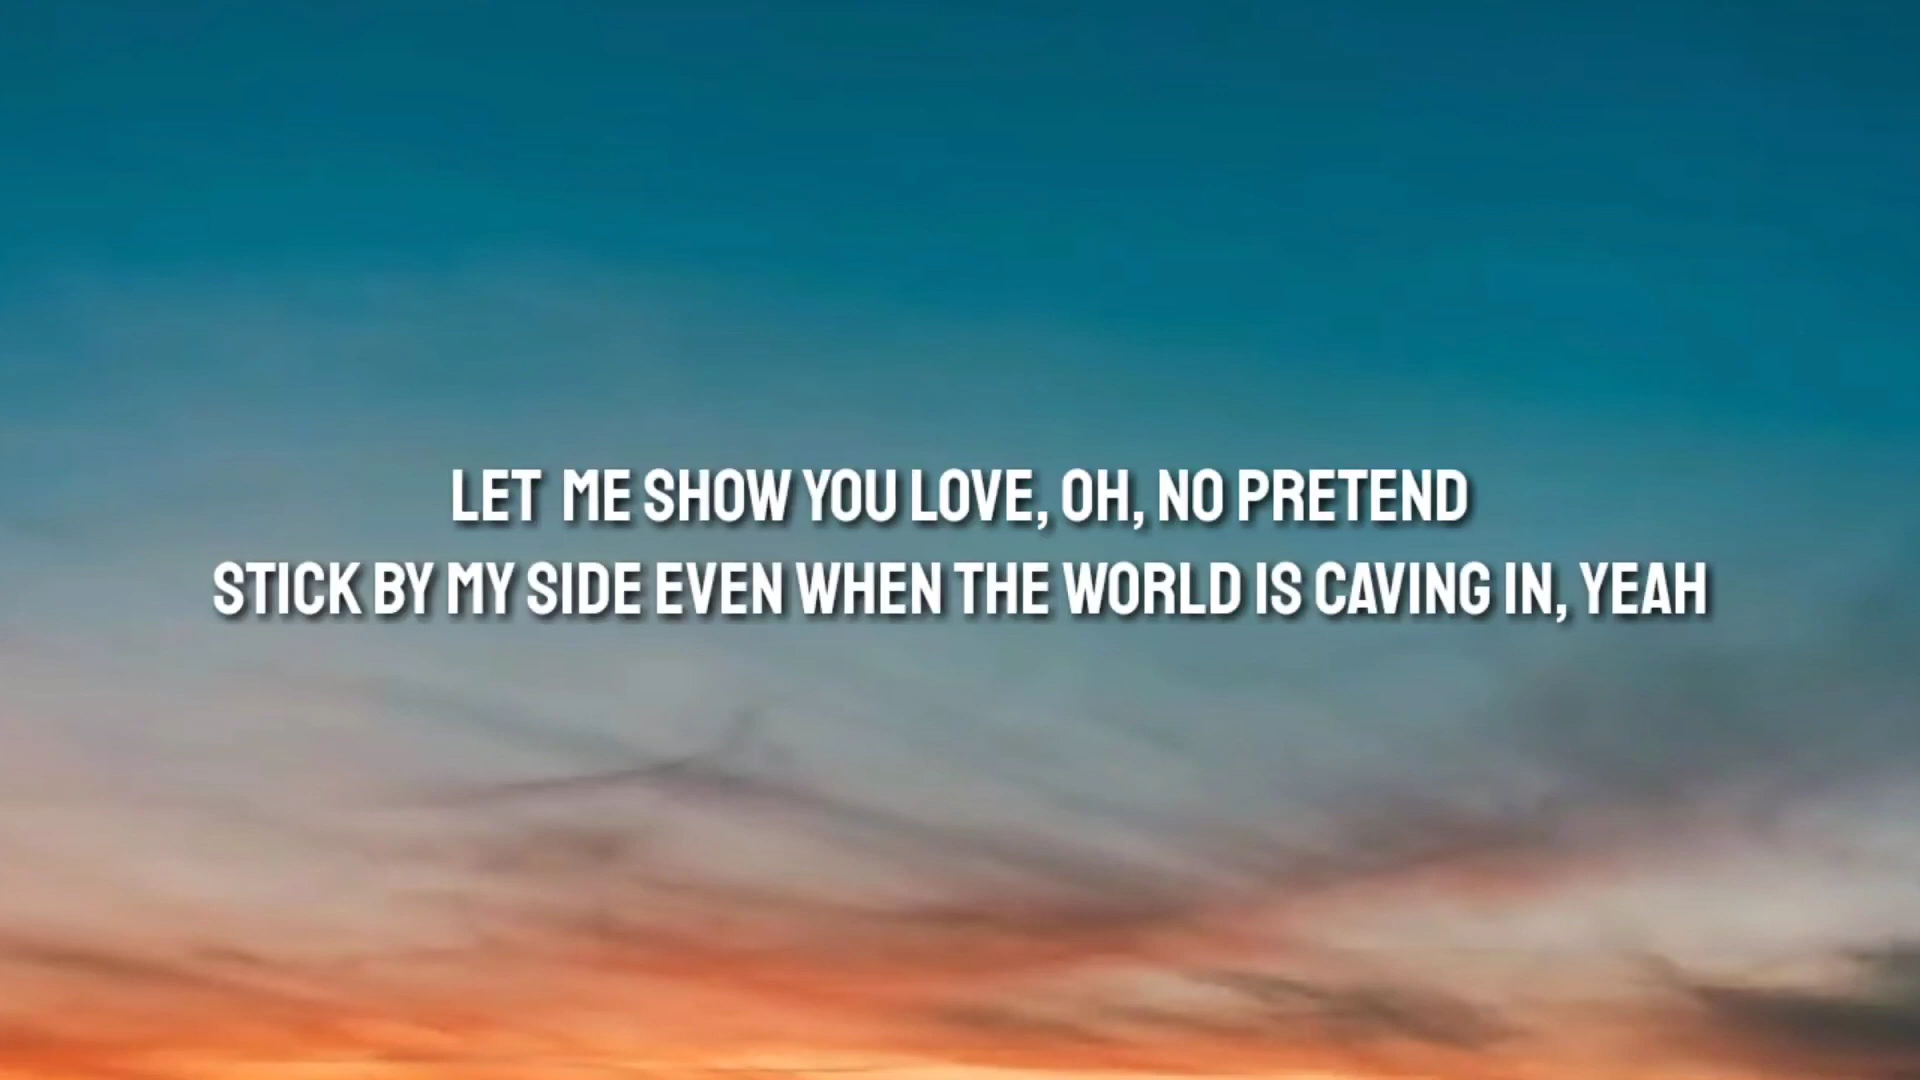 LET ME SHOW YOU LOVE, OH, NO PRETEND
STICK BY MY SIDE EVEN WHEN THE WORLD IS CAVING IN, YEAH